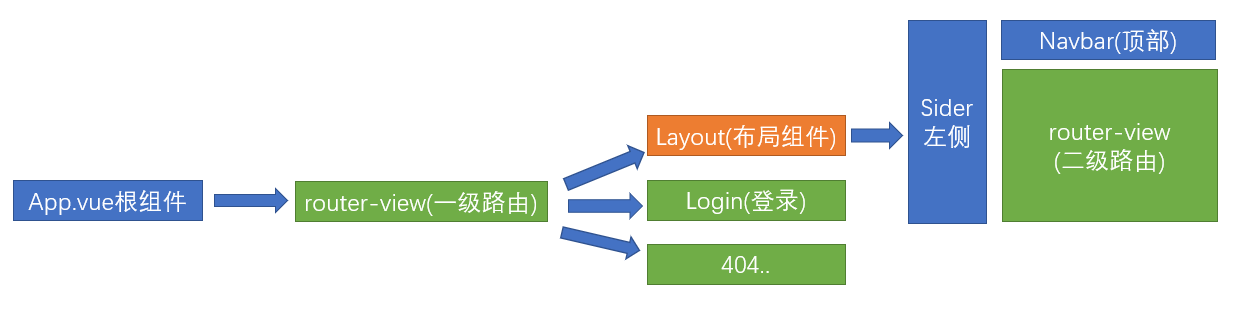 App.vue根组件
router-view(一级路由)
Layout(布局组件)
Login(登录)
404..
Sider
左侧
Navbar(顶部)
router-view
(二级路由)